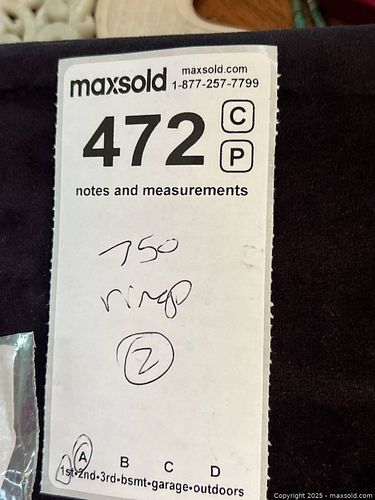 maxsold
maxsold.com
1-877-257-7799
472
C
P
notes and measurements
750
rings
2
A B C D
1st•2nd•3rd•bsmt•garage•outdoors
Copyright 2025 - maxsold.com